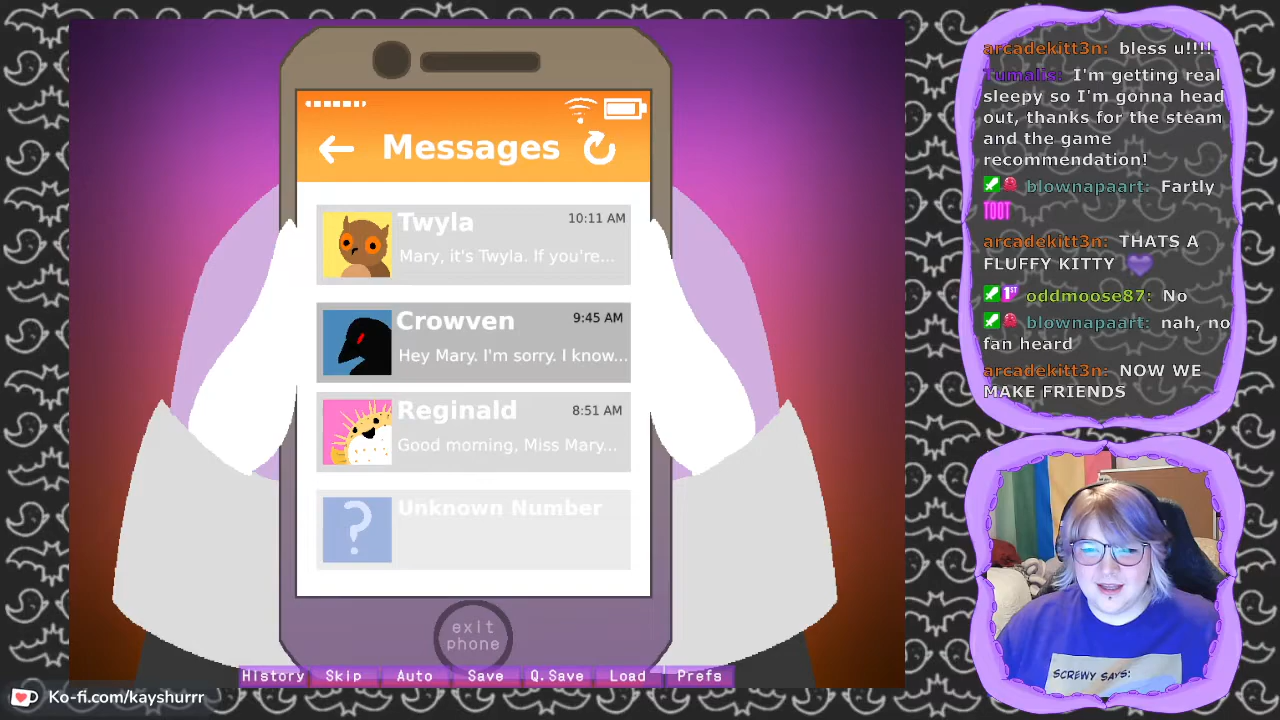 Messages
Twyla
10:11 AM
Mary, it's Twyla. If you're...
Crowven
9:45 AM
Hey Mary. I'm sorry. I know...
Reginald
8:51 AM
Good morning, Miss Mary...
Unknown Number
?
exit
phone
History Skip Auto Save Q.Save Load Prefs
Ko-fi.com/kayshurrr
arcadekitt3n: bless u!!!!
Tumalis: I'm getting real
sleepy so I'm gonna head
out, thanks for the steam
and the game
recommendation!
blownapaart: Fartly
TOOT
arcadekitt3n: THATS A
FLUFFY KITTY
1ST oddmoose87: No
blownapaart: nah, no
fan heard
arcadekitt3n: NOW WE
MAKE FRIENDS
SCREWY SAYS: